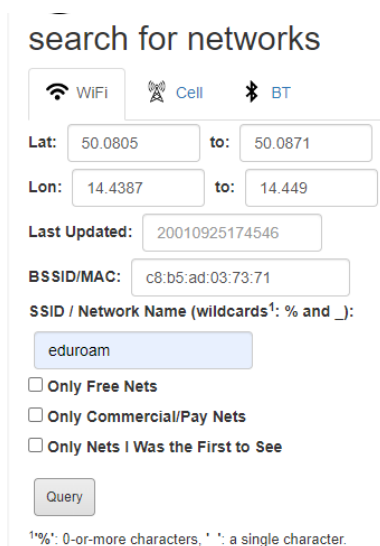 search for networks
WiFi Cell BT
Lat: 50.0805 to: 50.0871
Lon: 14.4387 to: 14.449
Last Updated: 20010925174546
BSSID/MAC: c8:b5:ad:03:73:71
SSID / Network Name (wildcards¹: % and _):
eduroam
Only Free Nets
Only Commercial/Pay Nets
Only Nets I Was the First to See
Query
¹'%': 0-or-more characters, '_': a single character.